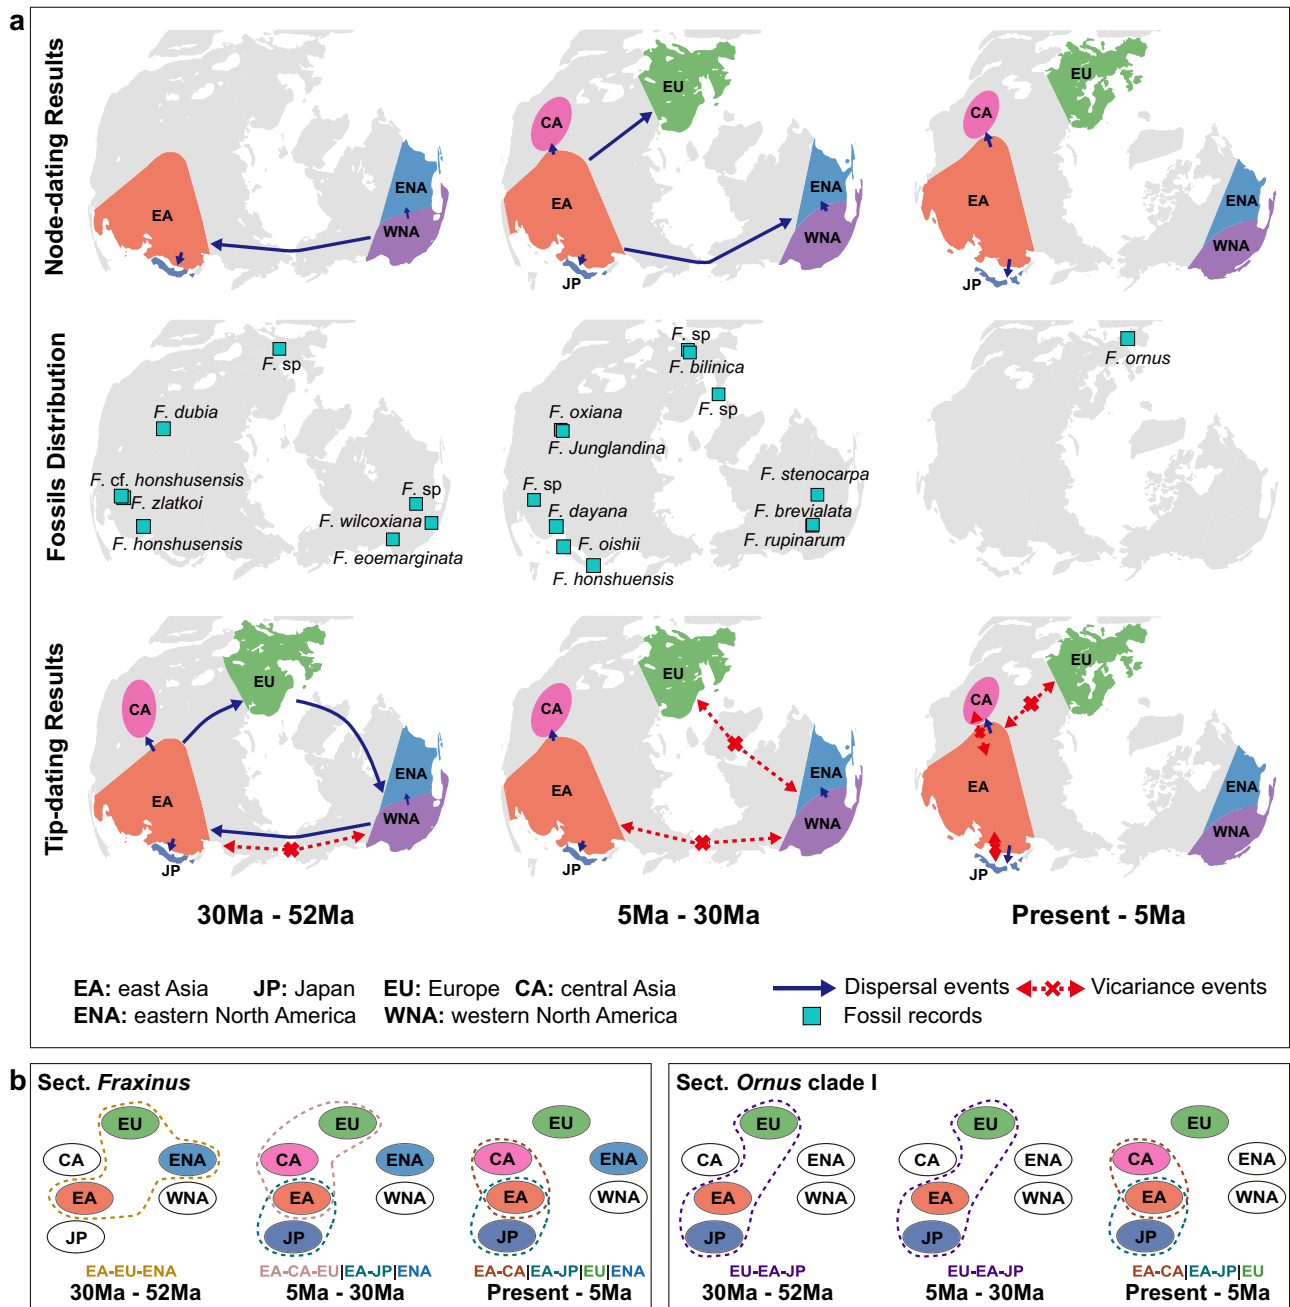 a
Node-dating Results
EA
ENA
WNA
EU
CA
EA
ENA
WNA
JP
EU
CA
EA
ENA
WNA
JP
Fossils Distribution
F. sp
F. dubia
F. cf. honshusensis
F. zlatkoi
F. honshusensis
F. sp
F. wilcoxiana
F. eoemarginata
F. sp
F. bilinica
F. sp
F. oxiana
F. Junglandina
F. sp
F. dayana
F. oishii
F. honshuensis
F. stenocarpa
F. brevialata
F. rupinarum
F. ornus
Tip-dating Results
EU
CA
EA
ENA
WNA
JP
EU
CA
EA
ENA
WNA
JP
EU
CA
EA
ENA
WNA
JP
30Ma - 52Ma
5Ma - 30Ma
Present - 5Ma
EA: east Asia JP: Japan EU: Europe CA: central Asia
ENA: eastern North America WNA: western North America
Dispersal events
Vicariance events
Fossil records
b
Sect. Fraxinus
EU
CA
ENA
EA
WNA
JP
EA-EU-ENA
30Ma - 52Ma
EU
CA
ENA
EA
WNA
JP
EA-CA-EU|EA-JP|ENA
5Ma - 30Ma
EU
CA
ENA
EA
WNA
JP
EA-CA|EA-JP|EU|ENA
Present - 5Ma
Sect. Ornus clade I
EU
CA
ENA
EA
WNA
JP
EU-EA-JP
30Ma - 52Ma
EU
CA
ENA
EA
WNA
JP
EU-EA-JP
5Ma - 30Ma
EU
CA
ENA
EA
WNA
JP
EA-CA|EA-JP|EU
Present - 5Ma